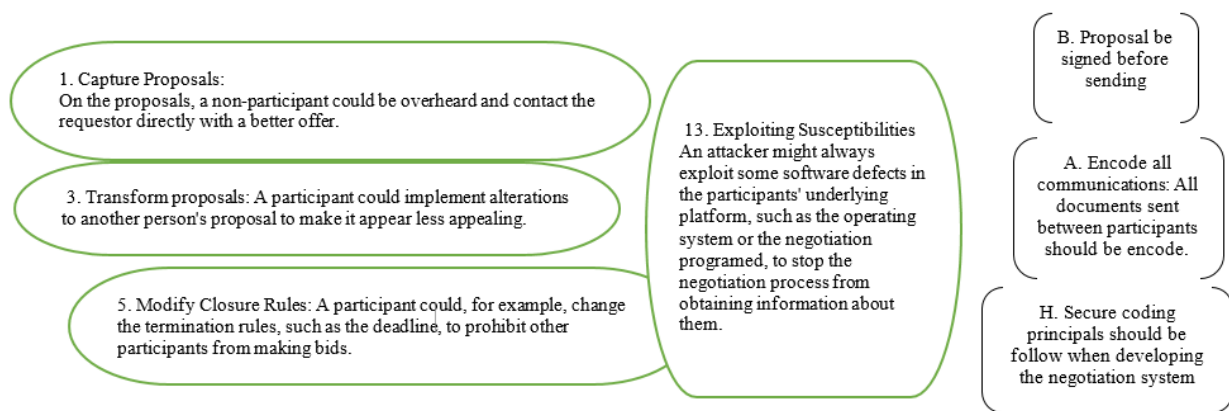 1. Capture Proposals:
On the proposals, a non-participant could be overheard and contact the
requestor directly with a better offer.
3. Transform proposals: A participant could implement alterations
to another person's proposal to make it appear less appealing.
5. Modify Closure Rules: A participant could, for example, change
the termination rules, such as the deadline, to prohibit other
participants from making bids.
13. Exploiting Susceptibilities
An attacker might always
exploit some software defects in
the participants' underlying
platform, such as the operating
system or the negotiation
programed, to stop the
negotiation process from
obtaining information about
them.
B. Proposal be
signed before
sending
A. Encode all
communications: All
documents sent
between participants
should be encode.
H. Secure coding
principals should be
follow when developing
the negotiation system